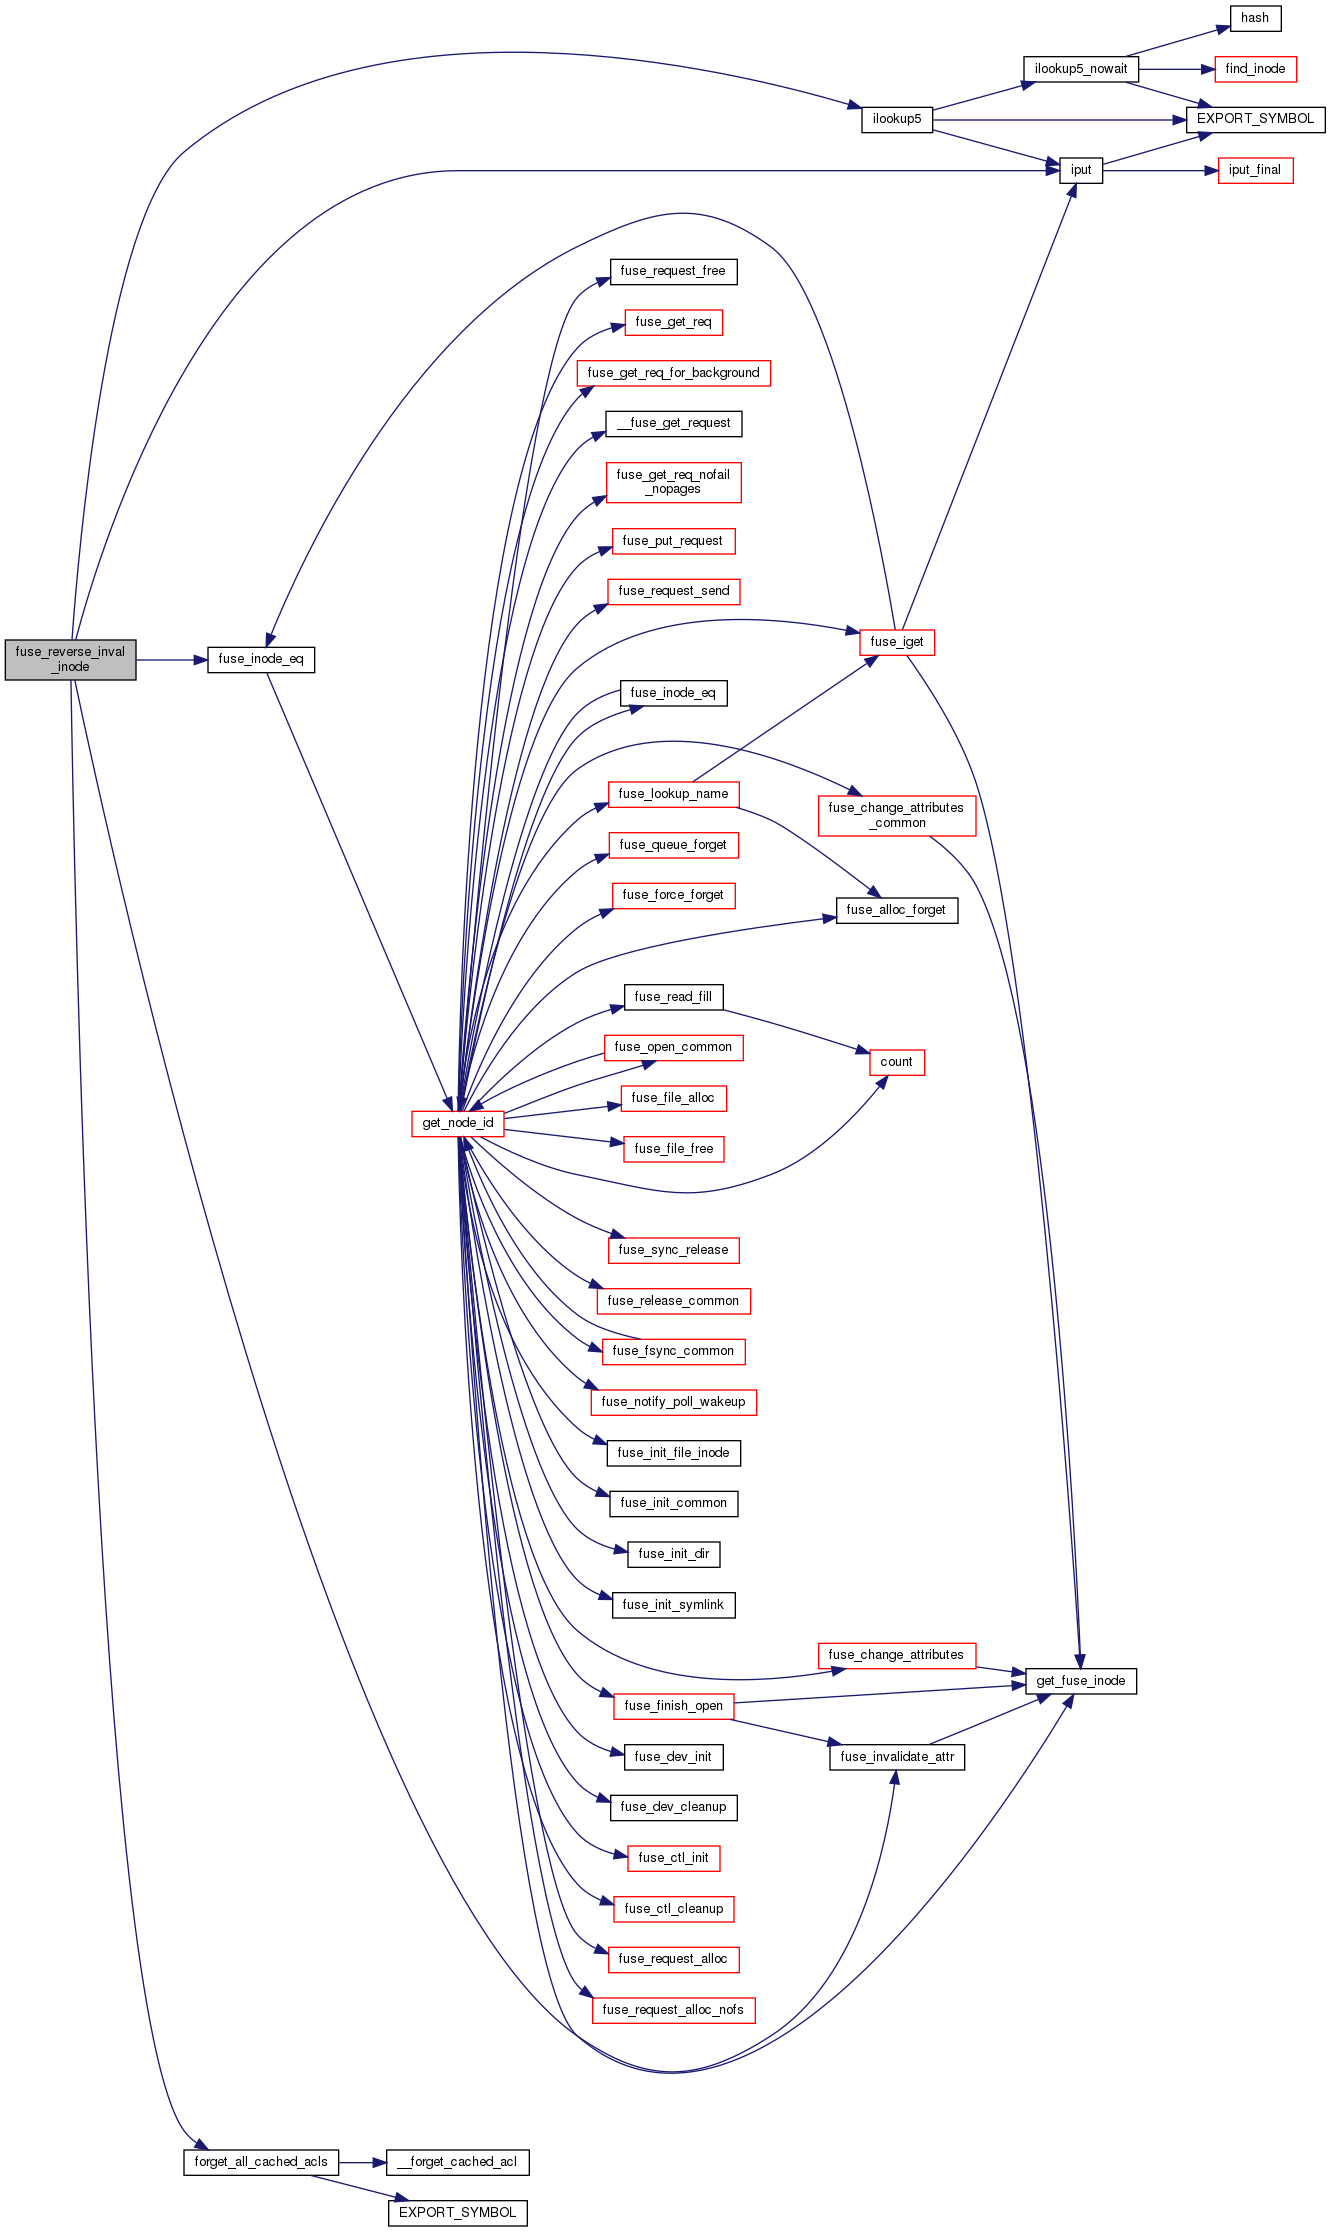 hash
ilookup5_nowait
find_inode
ilookup5
EXPORT_SYMBOL
iput
iput_final
fuse_request_free
fuse_get_req
fuse_get_req_for_background
__fuse_get_request
fuse_get_req_nofail
_nopages
fuse_put_request
fuse_request_send
fuse_iget
fuse_reverse_inval
_inode
fuse_inode_eq
fuse_inode_eq
fuse_lookup_name
fuse_change_attributes
_common
fuse_queue_forget
fuse_force_forget
fuse_alloc_forget
fuse_read_fill
fuse_open_common
count
fuse_file_alloc
get_node_id
fuse_file_free
fuse_sync_release
fuse_release_common
fuse_fsync_common
fuse_notify_poll_wakeup
fuse_init_file_inode
fuse_init_common
fuse_init_dir
fuse_init_symlink
fuse_change_attributes
get_fuse_inode
fuse_finish_open
fuse_dev_init
fuse_invalidate_attr
fuse_dev_cleanup
fuse_ctl_init
fuse_ctl_cleanup
fuse_request_alloc
fuse_request_alloc_nofs
forget_all_cached_acls
__forget_cached_acl
EXPORT_SYMBOL